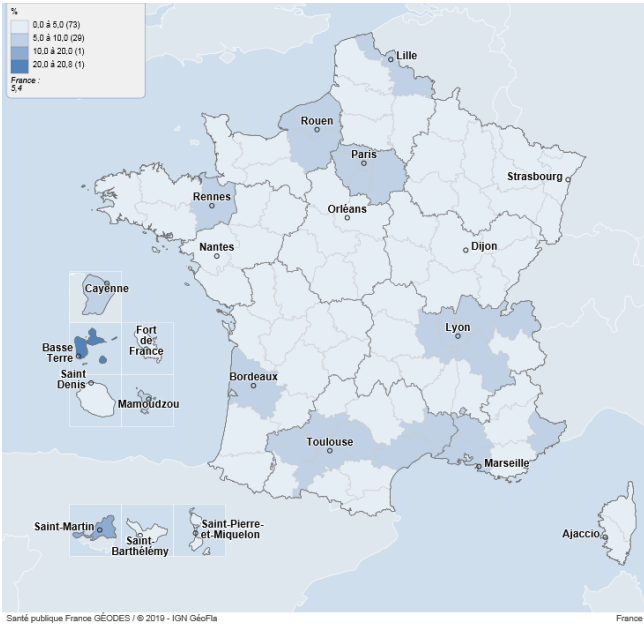 %
0,0 à 5,0 (73)
5,0 à 10,0 (29)
10,0 à 20,0 (1)
20,0 à 20,8 (1)
France :
5,4
Lille
Rouen
Paris
Strasbourg
Rennes
Orléans
Nantes
Dijon
Cayenne
Lyon
Fort
de
France
Basse
Terre
Saint
Denis
Bordeaux
Mamoudzou
Toulouse
Marseille
Saint-Martin
Saint-
Barthélémy
Saint-Pierre-
et-Miquelon
Ajaccio
Santé publique France GÉODES / © 2019 - IGN GéoFla
France